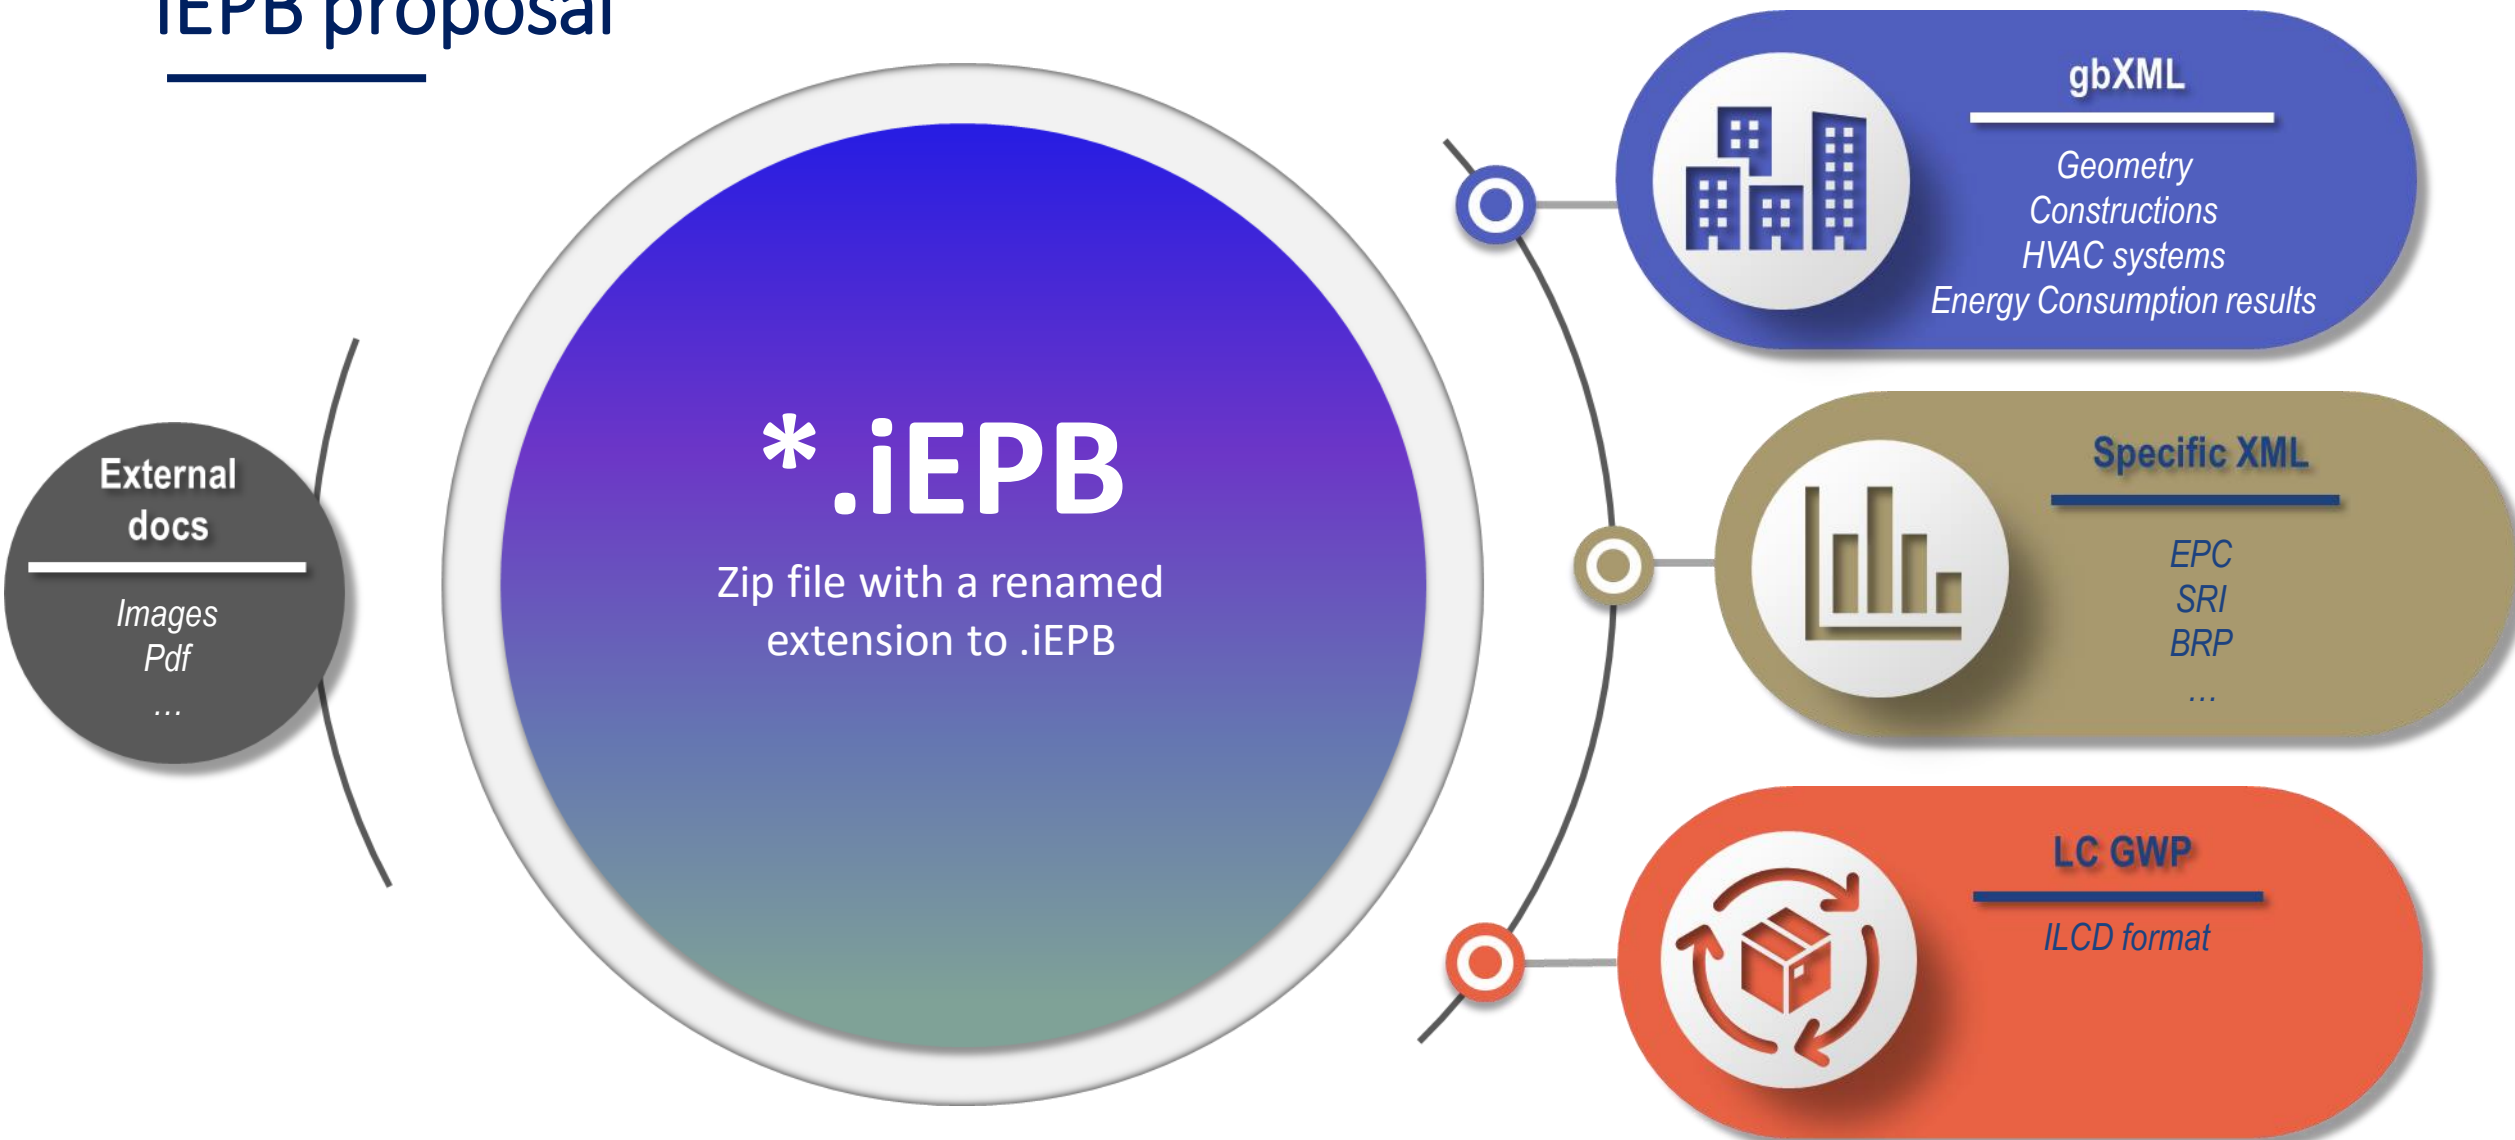 iEPB proposal
External
docs
Images
Pdf
...
*.iEPB
Zip file with a renamed
extension to .iEPB
gbXML
Geometry
Constructions
HVAC systems
Energy Consumption results
Specific XML
EPC
SRI
BRP
...
LC GWP
ILCD format